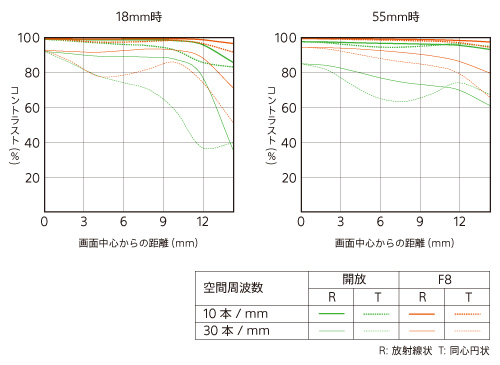 18mm時
55mm時
コントラスト(%)
100
80
60
40
20
0 3 6 9 12
画面中心からの距離(mm)
コントラスト(%)
100
80
60
40
20
0 3 6 9 12
画面中心からの距離(mm)
空間周波数 開放 F8
R T R T
10 本 / mm
30 本 / mm
R: 放射線状 T: 同心円状